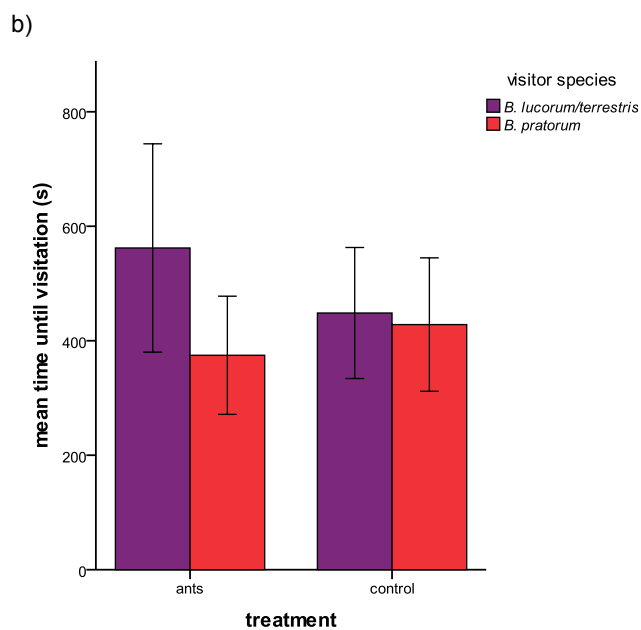 b)
visitor species
B. lucorum/terrestris
B. pratorum
mean time until visitation (s)
800
600
400
200
0
ants
control
treatment